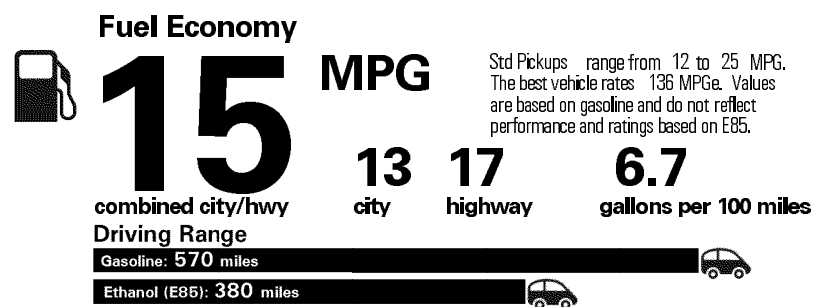 Fuel Economy
15 MPG
Std Pickups range from 12 to 25 MPG.
The best vehicle rates 136 MPGe. Values
are based on gasoline and do not reflect
performance and ratings based on E85.
13 17 6.7
combined city/hwy city highway gallons per 100 miles
Driving Range
Gasoline: 570 miles
Ethanol (E85): 380 miles